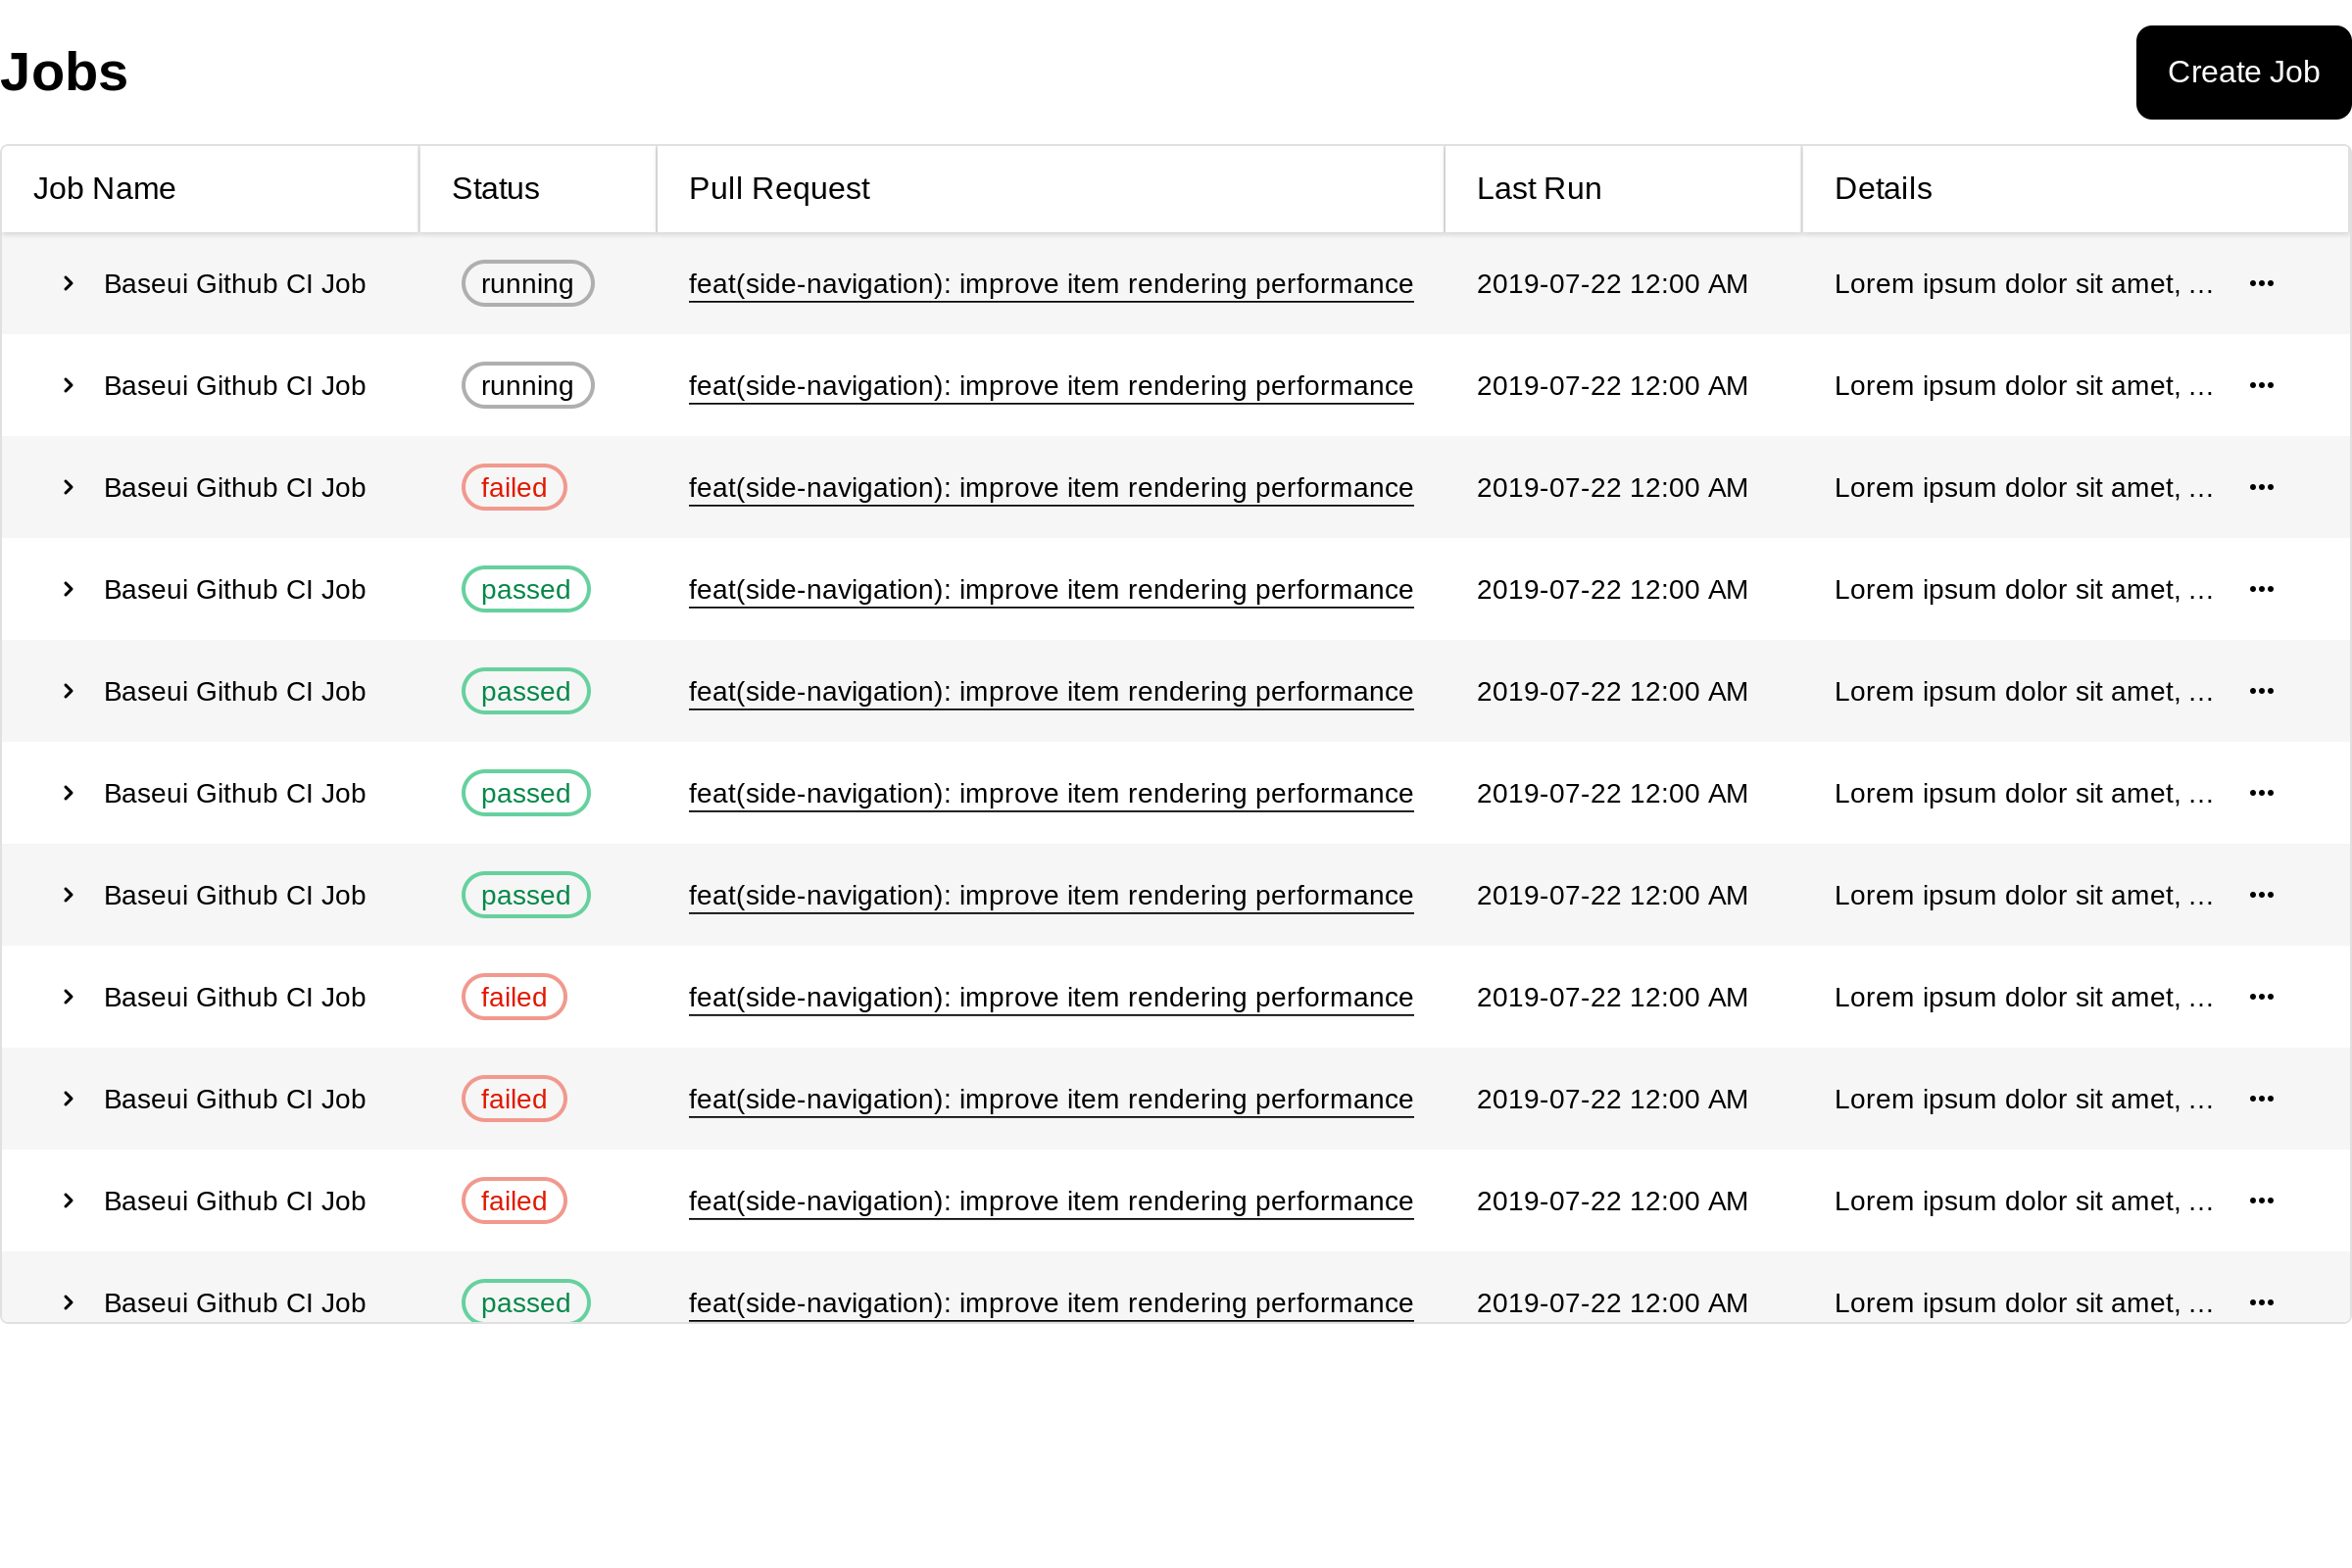 Jobs
Create Job
Job Name Status Pull Request Last Run Details
Baseui Github CI Job running feat(side-navigation): improve item rendering performance 2019-07-22 12:00 AM Lorem ipsum dolor sit amet, ...
Baseui Github CI Job running feat(side-navigation): improve item rendering performance 2019-07-22 12:00 AM Lorem ipsum dolor sit amet, ...
Baseui Github CI Job failed feat(side-navigation): improve item rendering performance 2019-07-22 12:00 AM Lorem ipsum dolor sit amet, ...
Baseui Github CI Job passed feat(side-navigation): improve item rendering performance 2019-07-22 12:00 AM Lorem ipsum dolor sit amet, ...
Baseui Github CI Job passed feat(side-navigation): improve item rendering performance 2019-07-22 12:00 AM Lorem ipsum dolor sit amet, ...
Baseui Github CI Job passed feat(side-navigation): improve item rendering performance 2019-07-22 12:00 AM Lorem ipsum dolor sit amet, ...
Baseui Github CI Job passed feat(side-navigation): improve item rendering performance 2019-07-22 12:00 AM Lorem ipsum dolor sit amet, ...
Baseui Github CI Job failed feat(side-navigation): improve item rendering performance 2019-07-22 12:00 AM Lorem ipsum dolor sit amet, ...
Baseui Github CI Job failed feat(side-navigation): improve item rendering performance 2019-07-22 12:00 AM Lorem ipsum dolor sit amet, ...
Baseui Github CI Job failed feat(side-navigation): improve item rendering performance 2019-07-22 12:00 AM Lorem ipsum dolor sit amet, ...
Baseui Github CI Job passed feat(side-navigation): improve item rendering performance 2019-07-22 12:00 AM Lorem ipsum dolor sit amet, ...